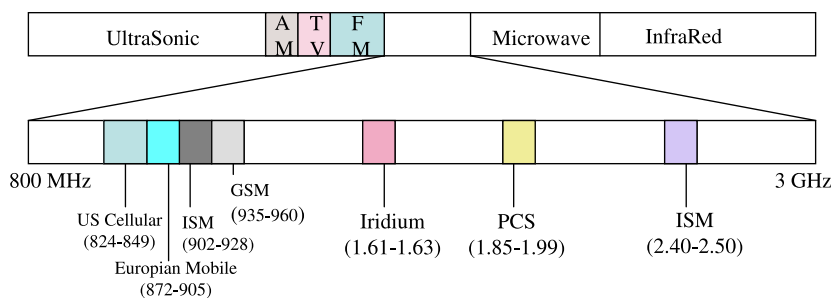 UltraSonic
A M
T V
F M
Microwave
InfraRed
800 MHz
3 GHz
US Cellular
(824-849)
Europian Mobile
(872-905)
ISM
(902-928)
GSM
(935-960)
Iridium
(1.61-1.63)
PCS
(1.85-1.99)
ISM
(2.40-2.50)